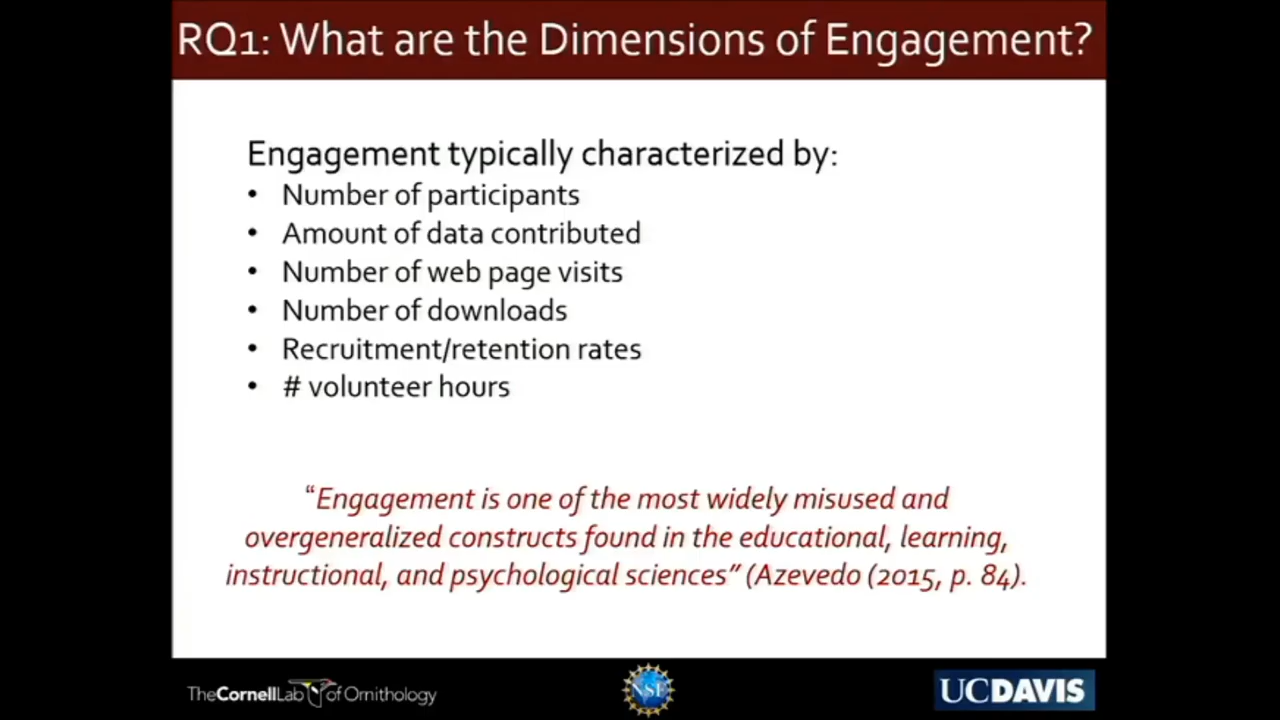 RQ1: What are the Dimensions of Engagement?
Engagement typically characterized by:
• Number of participants
• Amount of data contributed
• Number of web page visits
• Number of downloads
• Recruitment/retention rates
• # volunteer hours
“Engagement is one of the most widely misused and
overgeneralized constructs found in the educational, learning,
instructional, and psychological sciences” (Azevedo (2015, p. 84).
TheCornellLab of Ornithology
NSF
UCDAVIS